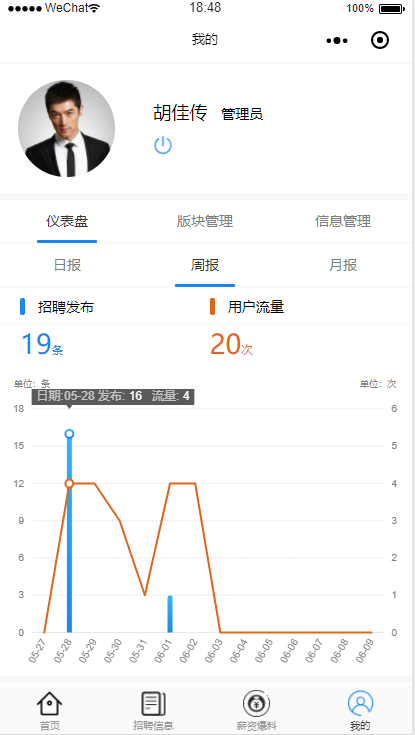 ●●●●● WeChat 18:48 100%
我的
胡佳传 管理员
仪表盘 版块管理 信息管理
日报 周报 月报
招聘发布 用户流量
19条 20次
单位: 条 单位: 次
日期:05-28 发布: 16 流量: 4
18 6
15 5
12 4
9 3
6 2
3 1
0 0
05-27 05-28 05-29 05-30 05-31 06-01 06-02 06-03 06-04 06-05 06-06 06-07 06-08 06-09
首页 招聘信息 薪资爆料 我的